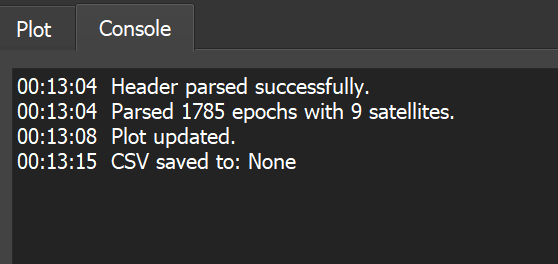 Plot Console
00:13:04 Header parsed successfully.
00:13:04 Parsed 1785 epochs with 9 satellites.
00:13:08 Plot updated.
00:13:15 CSV saved to: None